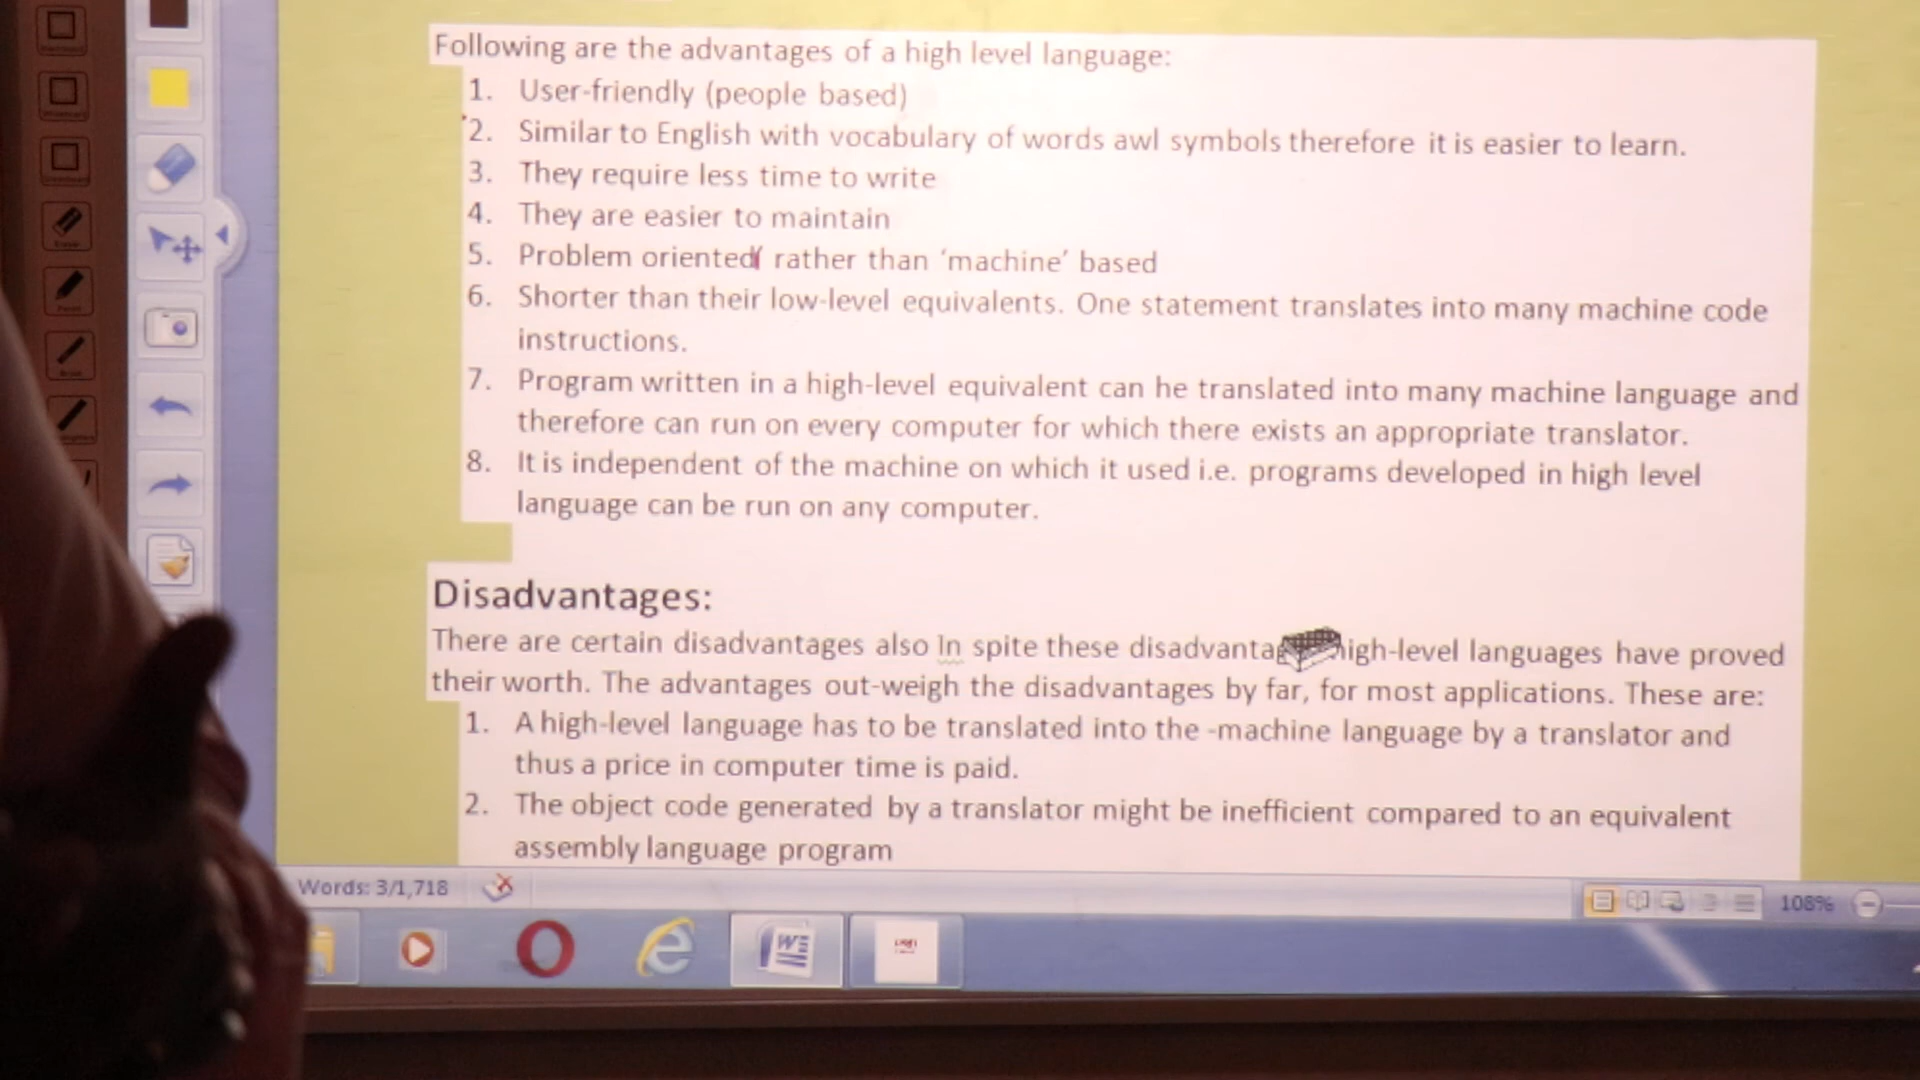 Following are the advantages of a high level language:
1. User-friendly (people based)
2. Similar to English with vocabulary of words awl symbols therefore it is easier to learn.
3. They require less time to write
4. They are easier to maintain
5. Problem oriented rather than ‘machine’ based
6. Shorter than their low-level equivalents. One statement translates into many machine code
instructions.
7. Program written in a high-level equivalent can he translated into many machine language and
therefore can run on every computer for which there exists an appropriate translator.
8. It is independent of the machine on which it used i.e. programs developed in high level
language can be run on any computer.
Disadvantages:
There are certain disadvantages also In spite these disadvanta high-level languages have proved
their worth. The advantages out-weigh the disadvantages by far, for most applications. These are:
1. A high-level language has to be translated into the -machine language by a translator and
thus a price in computer time is paid.
2. The object code generated by a translator might be inefficient compared to an equivalent
assembly language program
Words: 3/1,718
108%